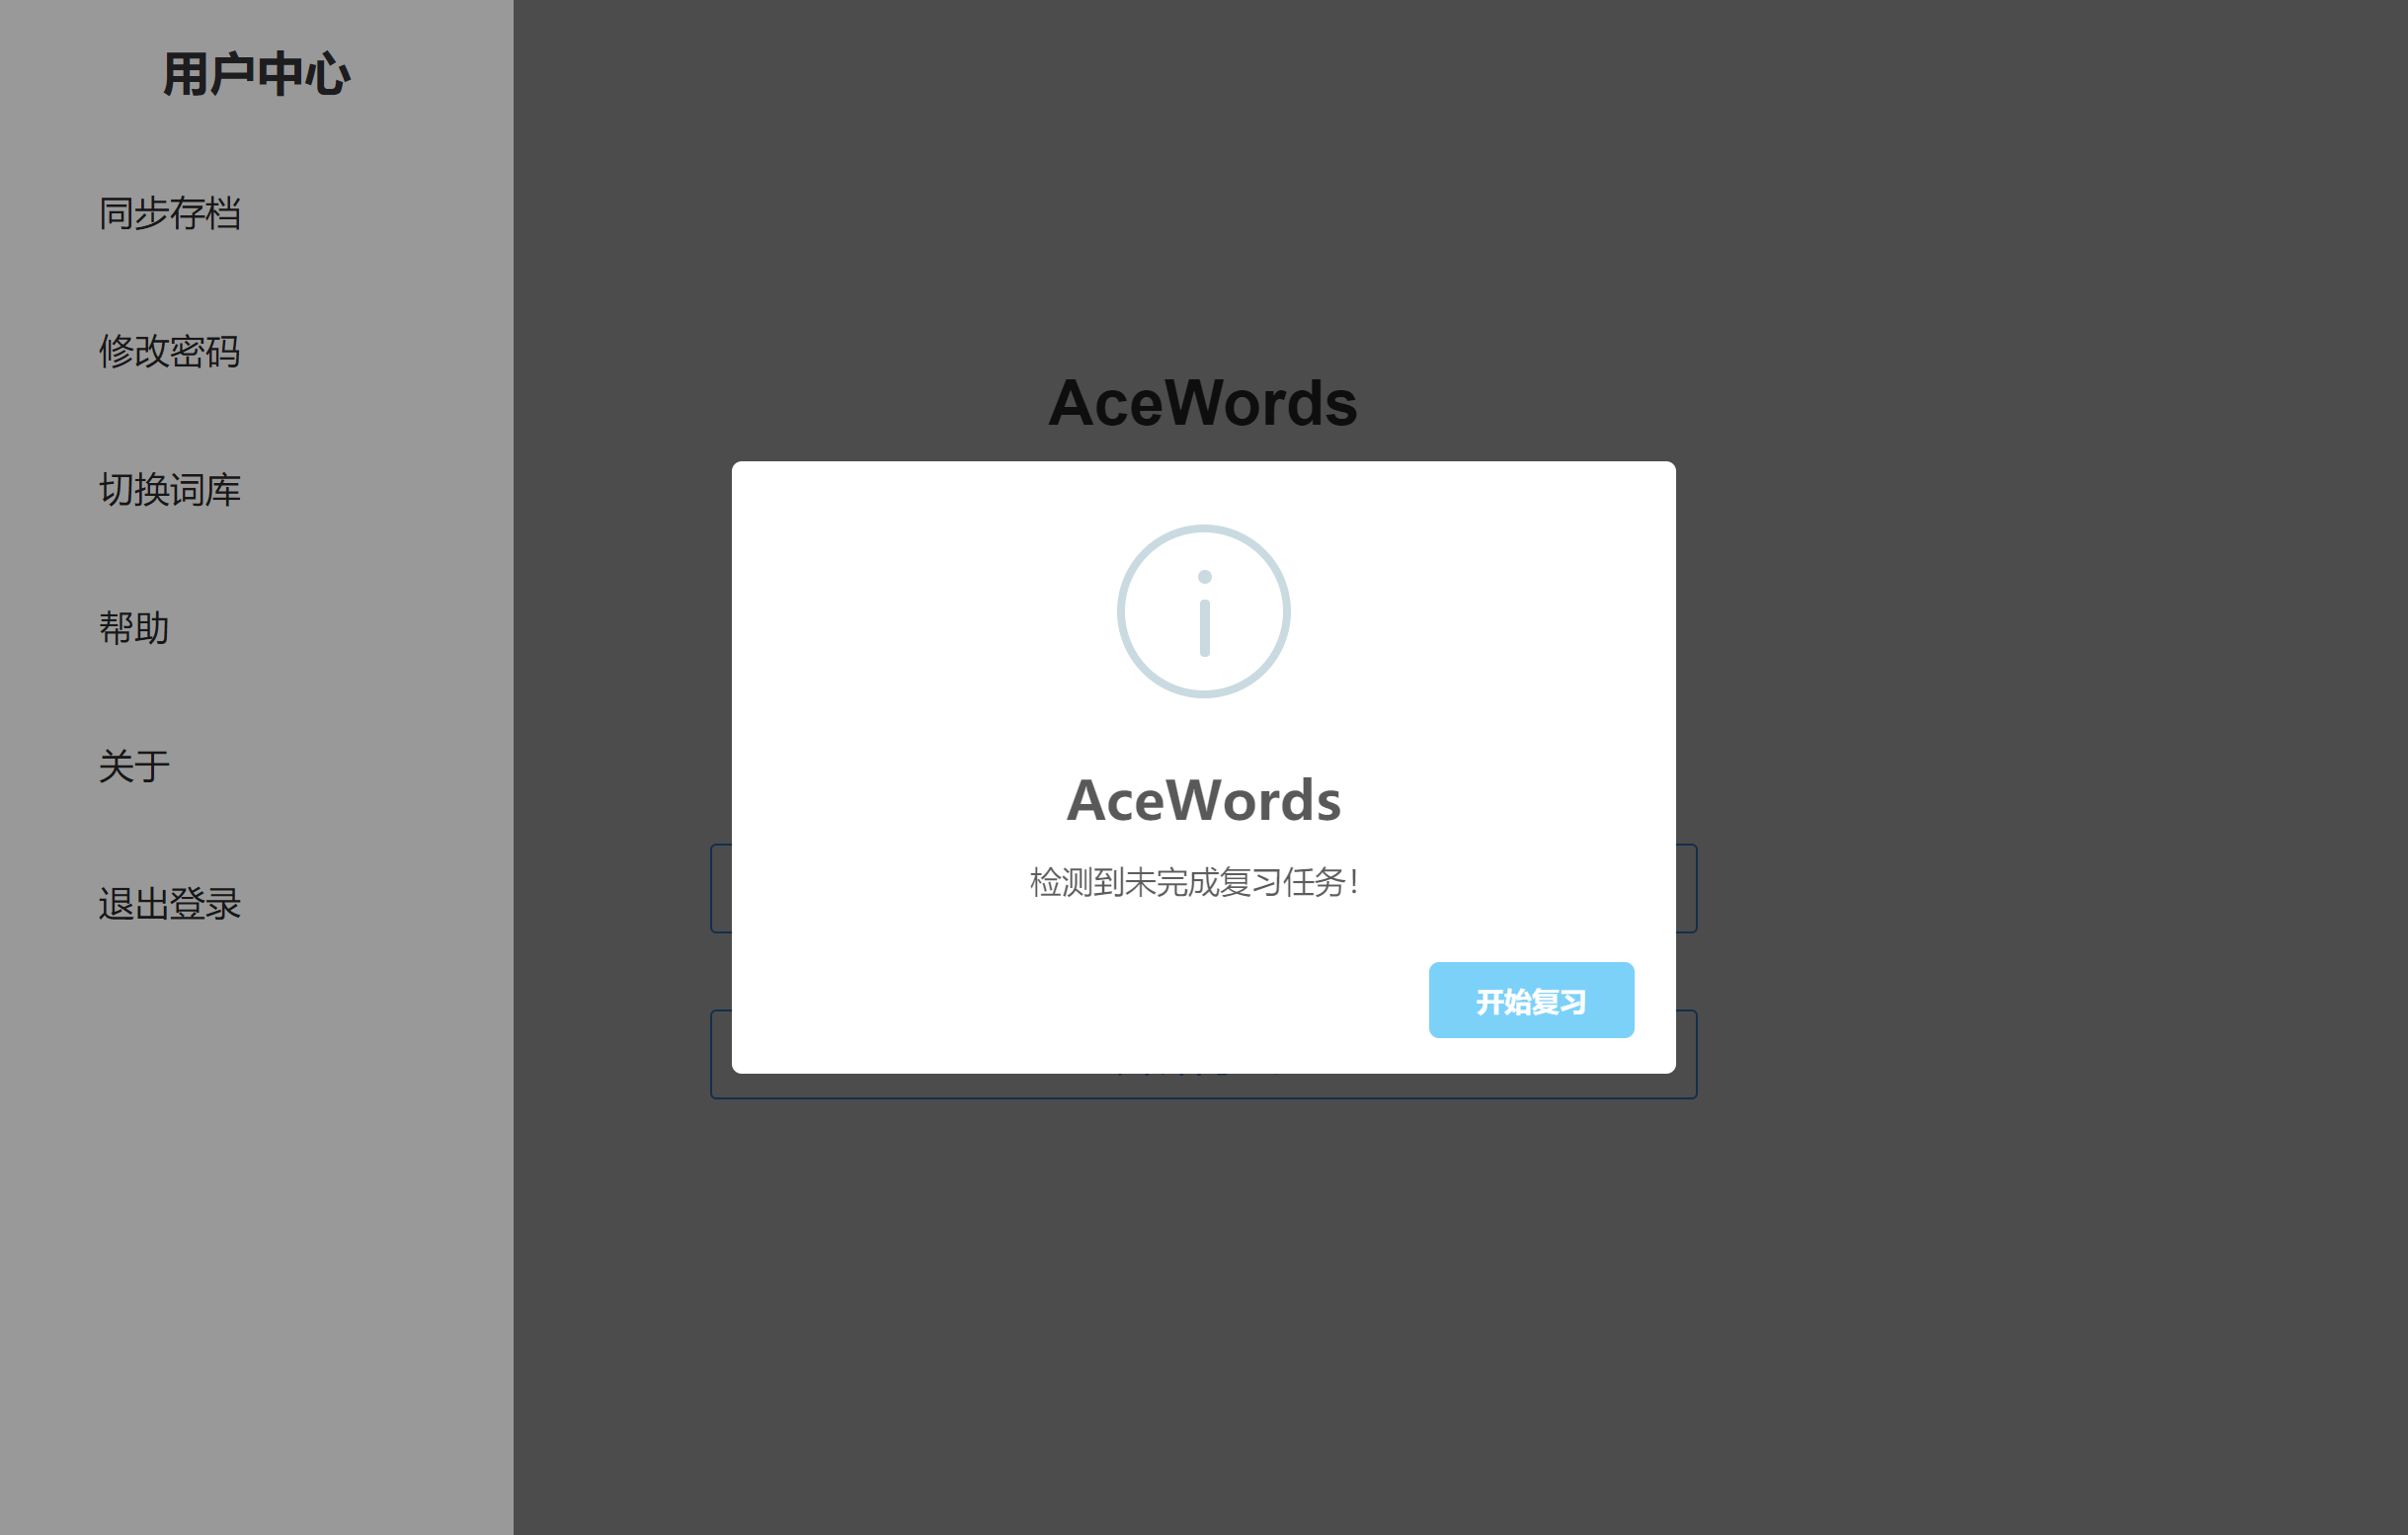 用户中心
同步存档
修改密码
切换词库
帮助
关于
退出登录
AceWords
AceWords
检测到未完成复习任务！
开始复习